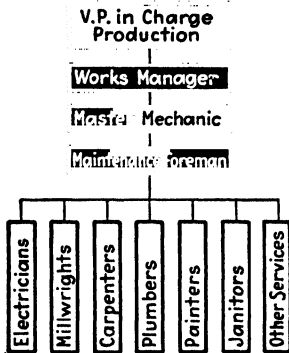 V.P. in Charge
Production
Works Manager
Master Mechanic
Maintenance Foreman
Electricians
Millwrights
Carpenters
Plumbers
Painters
Janitors
Other Services